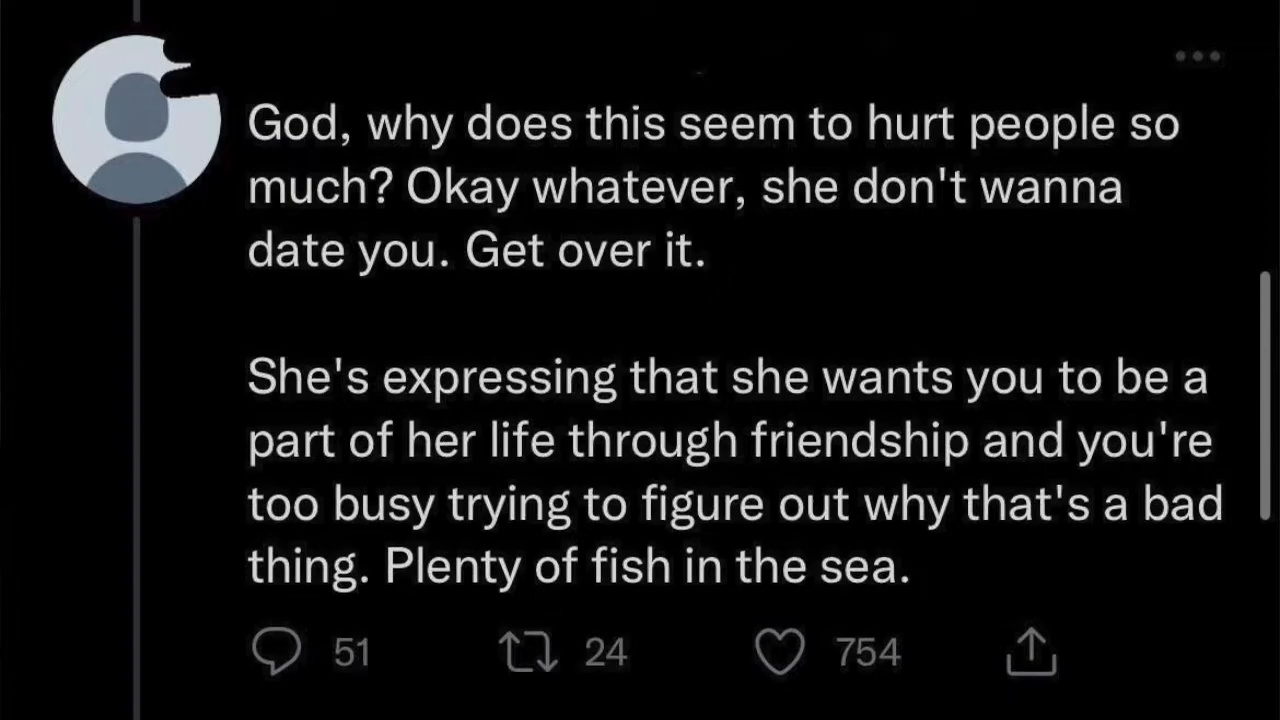 God, why does this seem to hurt people so
much? Okay whatever, she don't wanna
date you. Get over it.
She's expressing that she wants you to be a
part of her life through friendship and you're
too busy trying to figure out why that's a bad
thing. Plenty of fish in the sea.
51 24 754